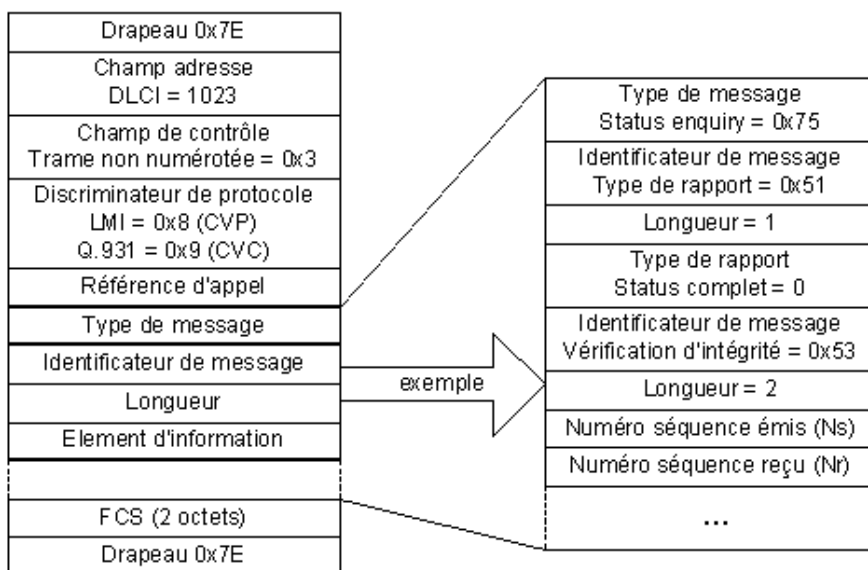 Drapeau 0x7E
Champ adresse
DLCI = 1023
Champ de contrôle
Trame non numérotée = 0x3
Discriminateur de protocole
LMI = 0x8 (CVP)
Q.931 = 0x9 (CVC)
Référence d'appel
Type de message
Identificateur de message
Longueur
Element d'information
FCS (2 octets)
Drapeau 0x7E
exemple
Type de message
Status enquiry = 0x75
Identificateur de message
Type de rapport = 0x51
Longueur = 1
Type de rapport
Status complet = 0
Identificateur de message
Vérification d'intégrité = 0x53
Longueur = 2
Numéro séquence émis (Ns)
Numéro séquence reçu (Nr)
...